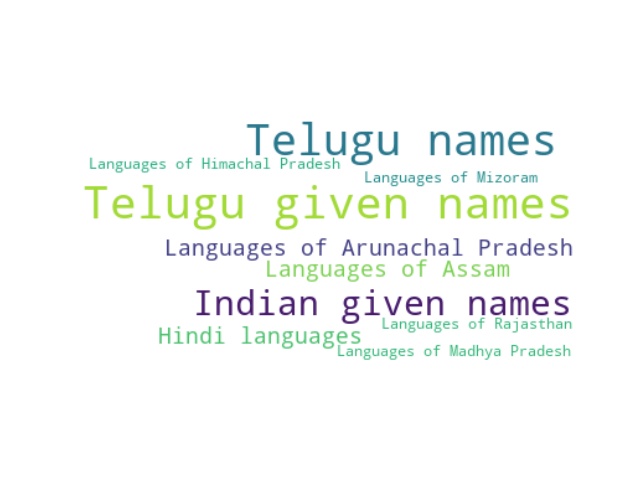 Telugu names
Languages of Himachal Pradesh
Languages of Mizoram
Telugu given names
Languages of Arunachal Pradesh
Languages of Assam
Indian given names
Languages of Rajasthan
Hindi languages
Languages of Madhya Pradesh